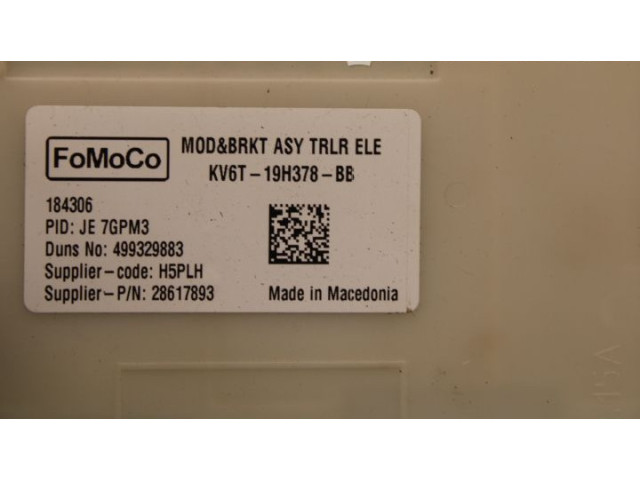 FoMoCo
MOD&BRKT ASY TRLR ELE
KV6T-19H378-BB
184306
PID: JE 7GPM3
Duns No: 499329883
Supplier-code: H5PLH
Supplier-P/N: 28617893
Made in Macedonia